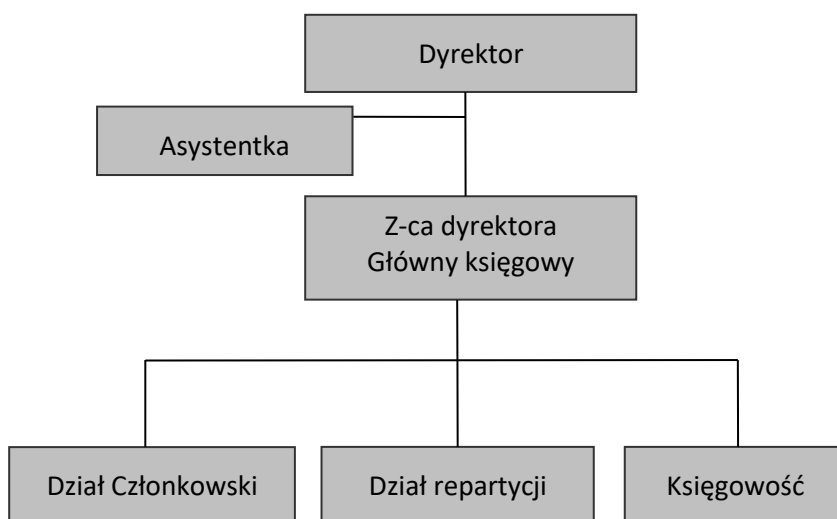 Dyrektor
Asystentka
Z-ca dyrektora
Główny księgowy
Dział Członkowski
Dział repartycji
Księgowość